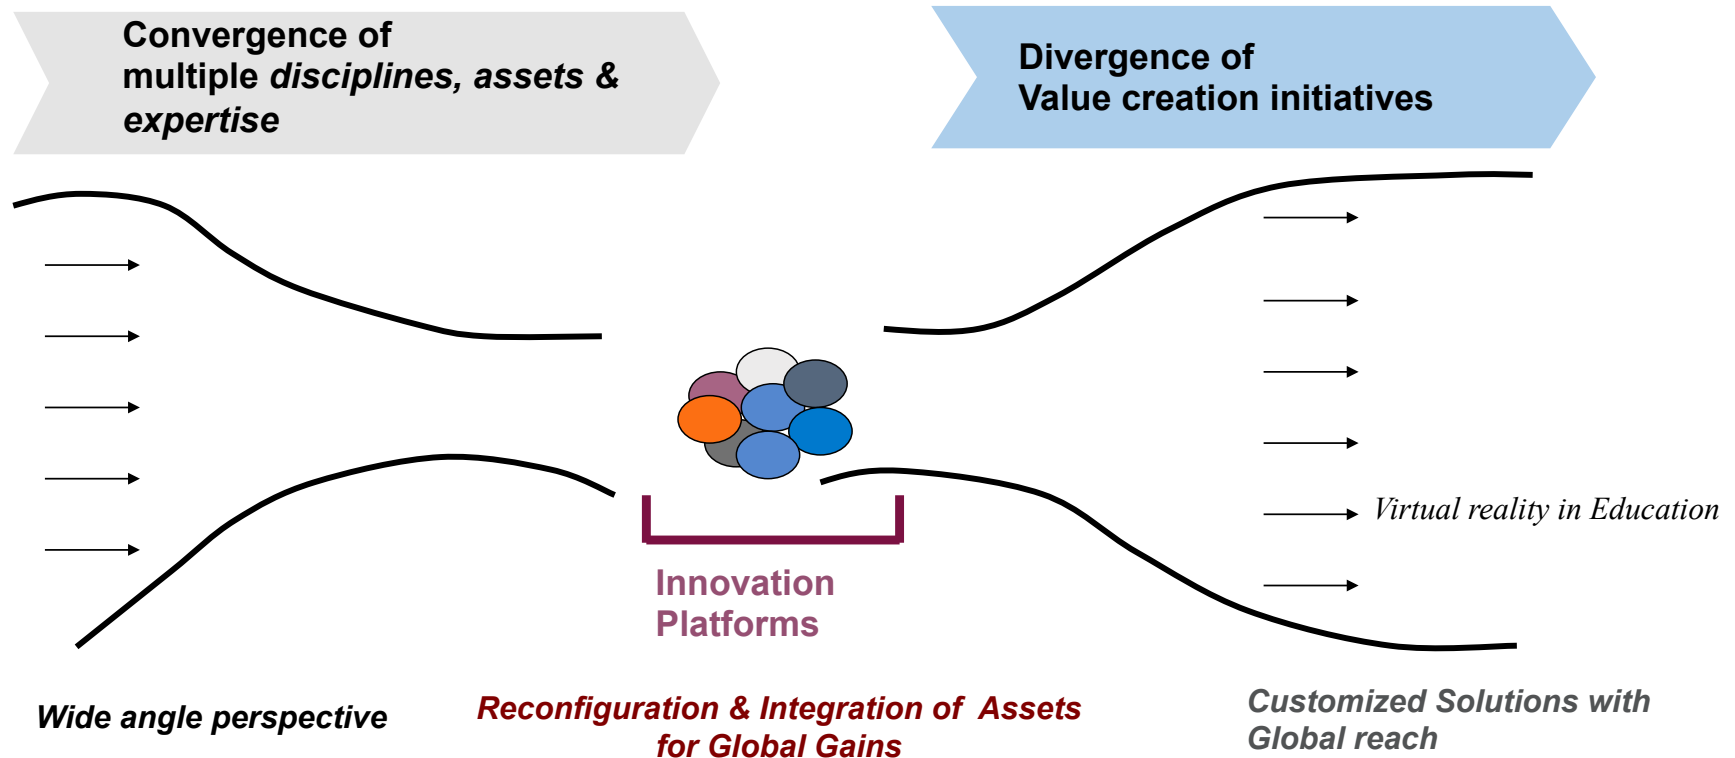 Convergence of
multiple disciplines, assets &
expertise
Divergence of
Value creation initiatives
Virtual reality in Education
Innovation
Platforms
Wide angle perspective
Reconfiguration & Integration of Assets
for Global Gains
Customized Solutions with
Global reach